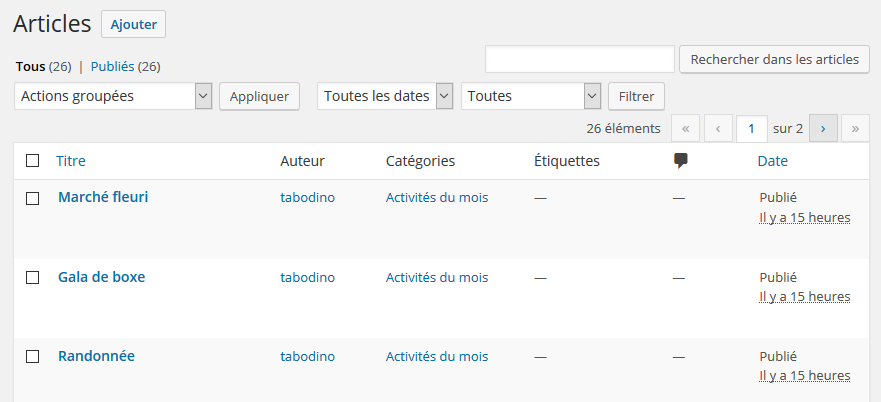 Articles Ajouter
Tous (26) | Publiés (26)
Rechercher dans les articles
Actions groupées Appliquer Toutes les dates Toutes Filtrer
26 éléments « ‹ 1 sur 2 › »
Titre Auteur Catégories Étiquettes Date
Marché fleuri tabodino Activités du mois — — Publié
Il y a 15 heures
Gala de boxe tabodino Activités du mois — — Publié
Il y a 15 heures
Randonnée tabodino Activités du mois — — Publié
Il y a 15 heures